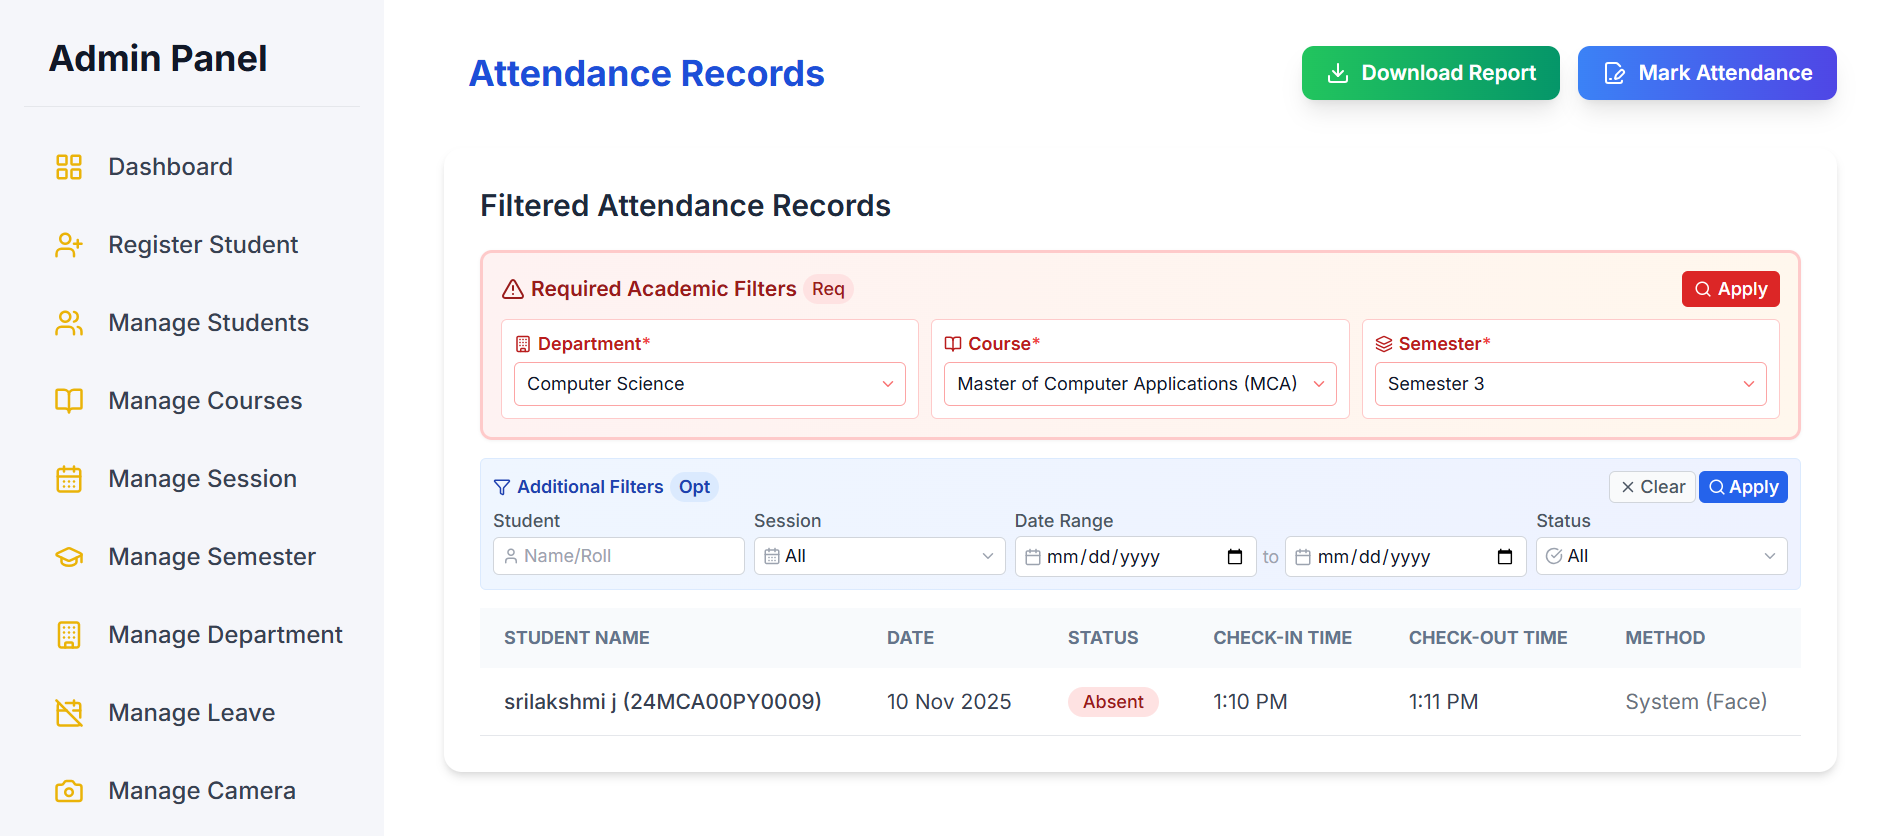 Admin Panel
Dashboard
Register Student
Manage Students
Manage Courses
Manage Session
Manage Semester
Manage Department
Manage Leave
Manage Camera
Attendance Records
Download Report
Mark Attendance
Filtered Attendance Records
Required Academic Filters Req
Apply
Department* Course* Semester*
Computer Science Master of Computer Applications (MCA) Semester 3
Additional Filters Opt
Clear Apply
Student Session Date Range Status
Name/Roll All mm/dd/yyyy to mm/dd/yyyy All
STUDENT NAME DATE STATUS CHECK-IN TIME CHECK-OUT TIME METHOD
srilakshmi j (24MCA00PY0009) 10 Nov 2025 Absent 1:10 PM 1:11 PM System (Face)